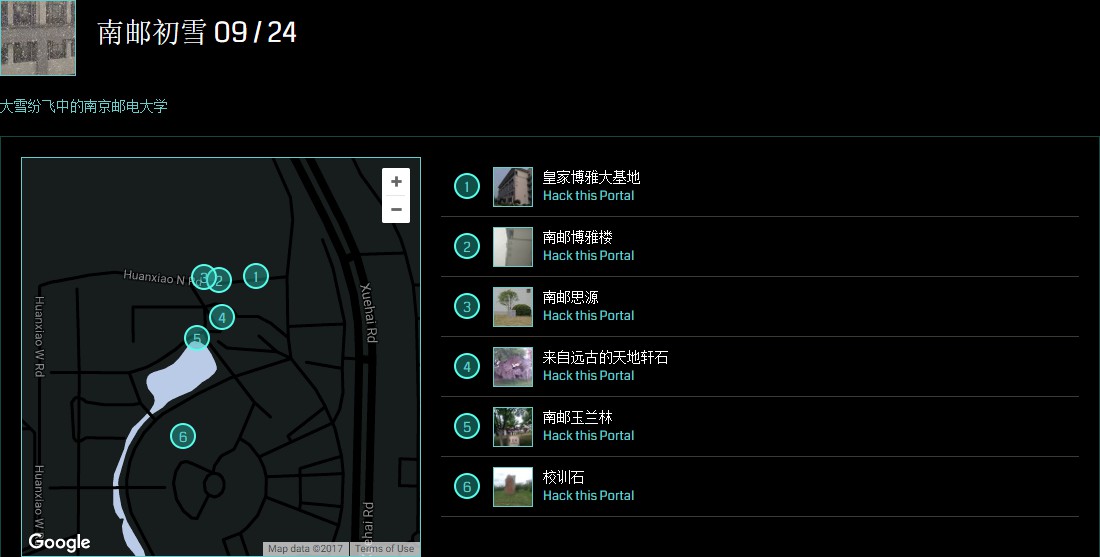 南邮初雪 09 / 24
大雪纷飞中的南京邮电大学
+
−
Huanxiao N Rd
3
2
1
4
5
6
Huanxiao W Rd
Xuehai Rd
Huanxiao W
ehai Rd
Google
Map data ©2017
Terms of Use
1
皇家博雅大基地
Hack this Portal
2
南邮博雅楼
Hack this Portal
3
南邮思源
Hack this Portal
4
来自远古的天地轩石
Hack this Portal
5
南邮玉兰林
Hack this Portal
6
校训石
Hack this Portal